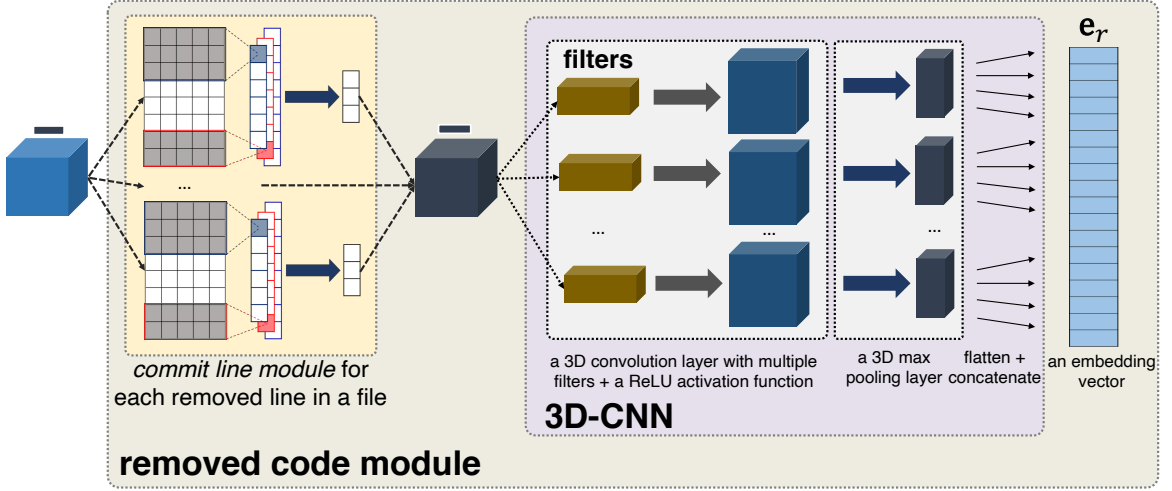 filters
e_r
...
...
...
...
commit line module for
each removed line in a file
a 3D convolution layer with multiple
filters + a ReLU activation function
a 3D max
pooling layer
flatten +
concatenate
an embedding
vector
3D-CNN
removed code module